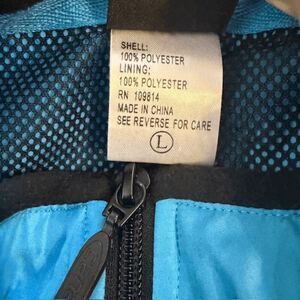 SHELL:
100% POLYESTER
LINING:
100% POLYESTER
RN 109814
MADE IN CHINA
SEE REVERSE FOR CARE
L